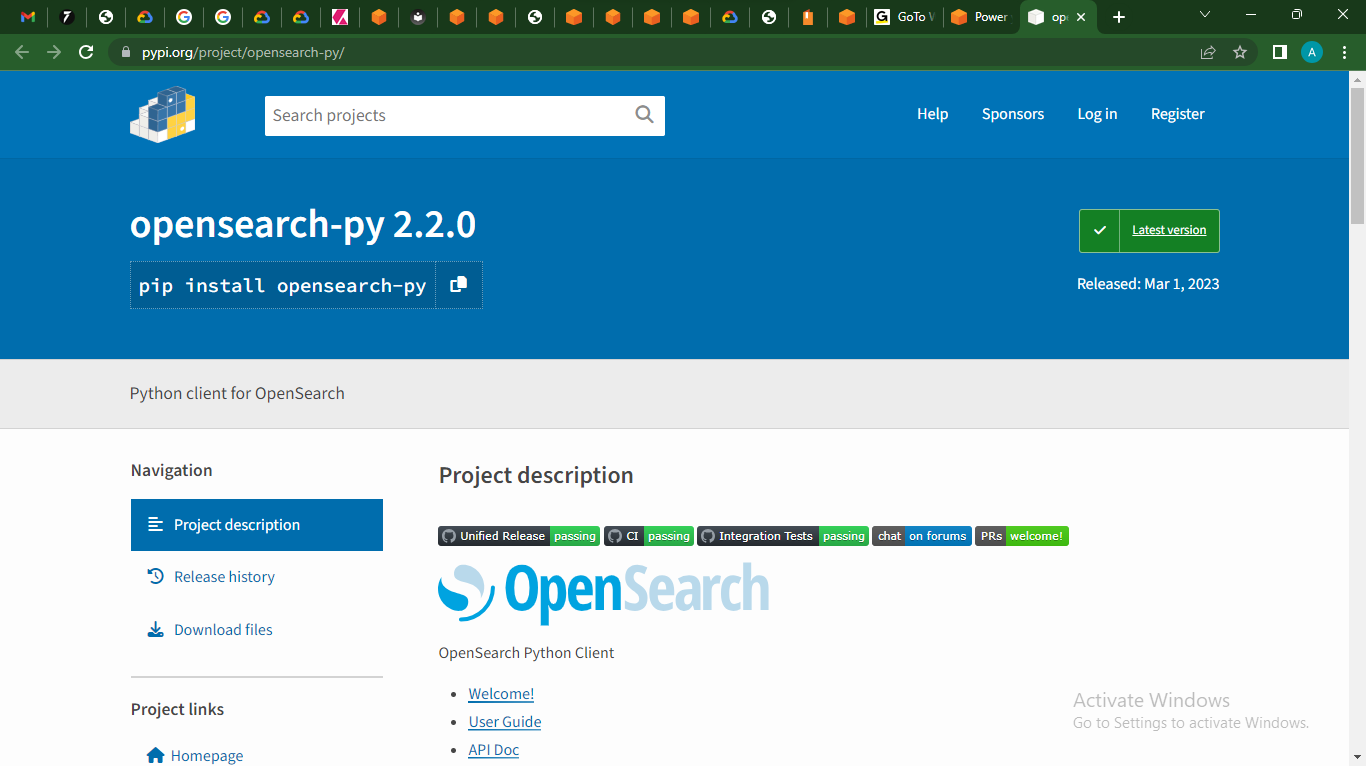 GoTo W
Power
op
pypi.org/project/opensearch-py/
A
Search projects
Help
Sponsors
Log in
Register
opensearch-py 2.2.0
Latest version
pip install opensearch-py
Released: Mar 1, 2023
Python client for OpenSearch
Navigation
Project description
Release history
Download files
Project links
Homepage
Project description
Unified Release passing CI passing Integration Tests passing chat on forums PRs welcome!
OpenSearch
OpenSearch Python Client
Welcome!
User Guide
API Doc
Activate Windows
Go to Settings to activate Windows.